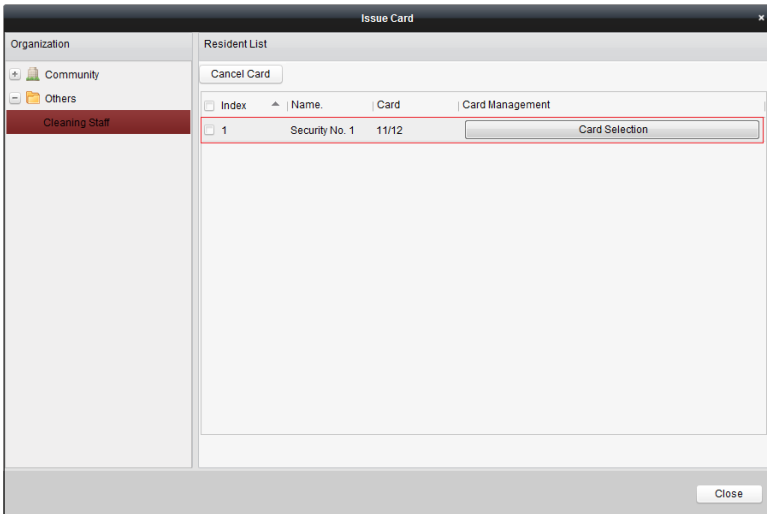 Issue Card ×
Organization Resident List
Community
Others
Cleaning Staff
Cancel Card
Index Name. Card Card Management
1 Security No. 1 11/12 Card Selection
Close